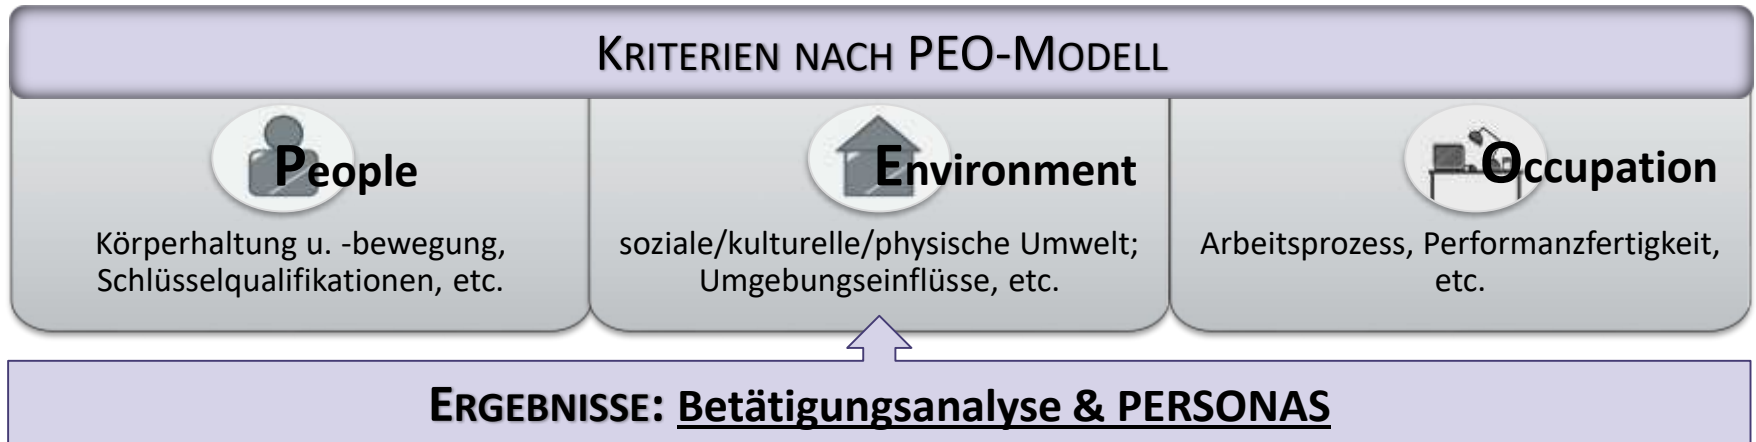 KRITERIEN NACH PEO-MODELL
People
Körperhaltung u. -bewegung,
Schlüsselqualifikationen, etc.
Environment
soziale/kulturelle/physische Umwelt;
Umgebungseinflüsse, etc.
Occupation
Arbeitsprozess, Performanzfertigkeit,
etc.
ERGEBNISSE: Betätigungsanalyse & PERSONAS